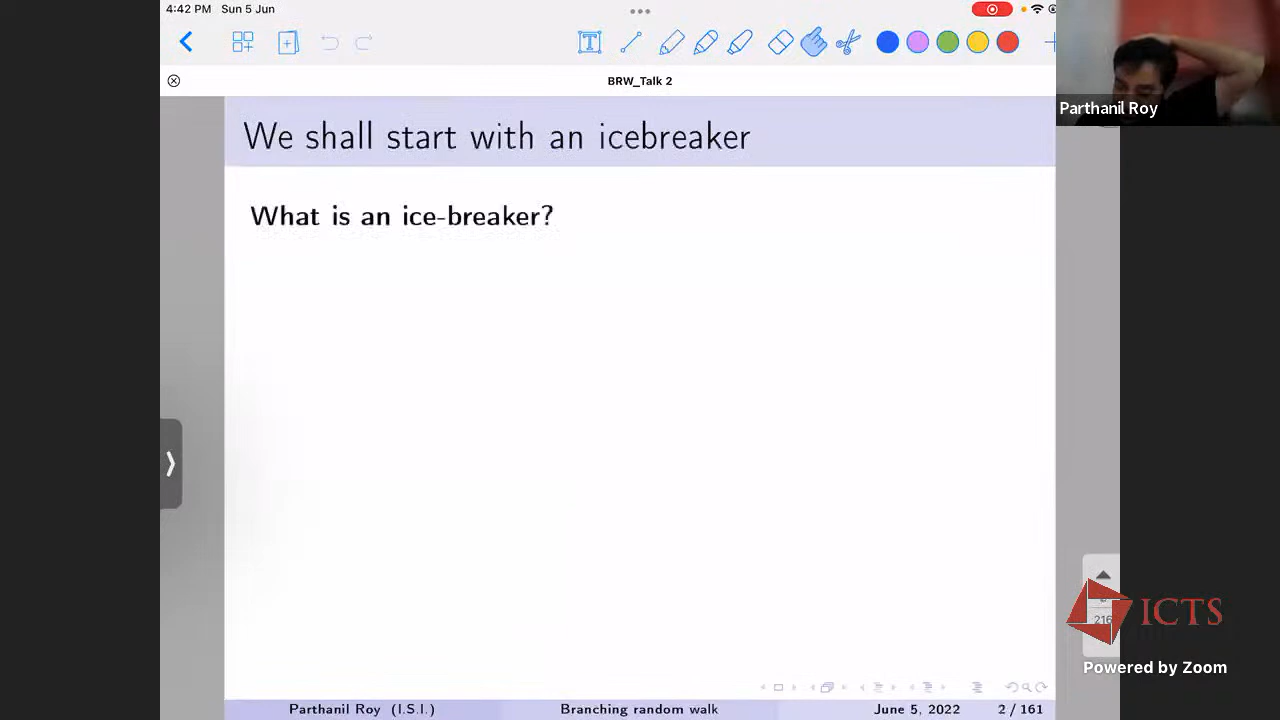 4:42 PM Sun 5 Jun
BRW_Talk 2
Parthanil Roy
We shall start with an icebreaker
What is an ice-breaker?
216
ICTS
Powered by Zoom
Parthanil Roy (I.S.I.) Branching random walk June 5, 2022 2 / 161